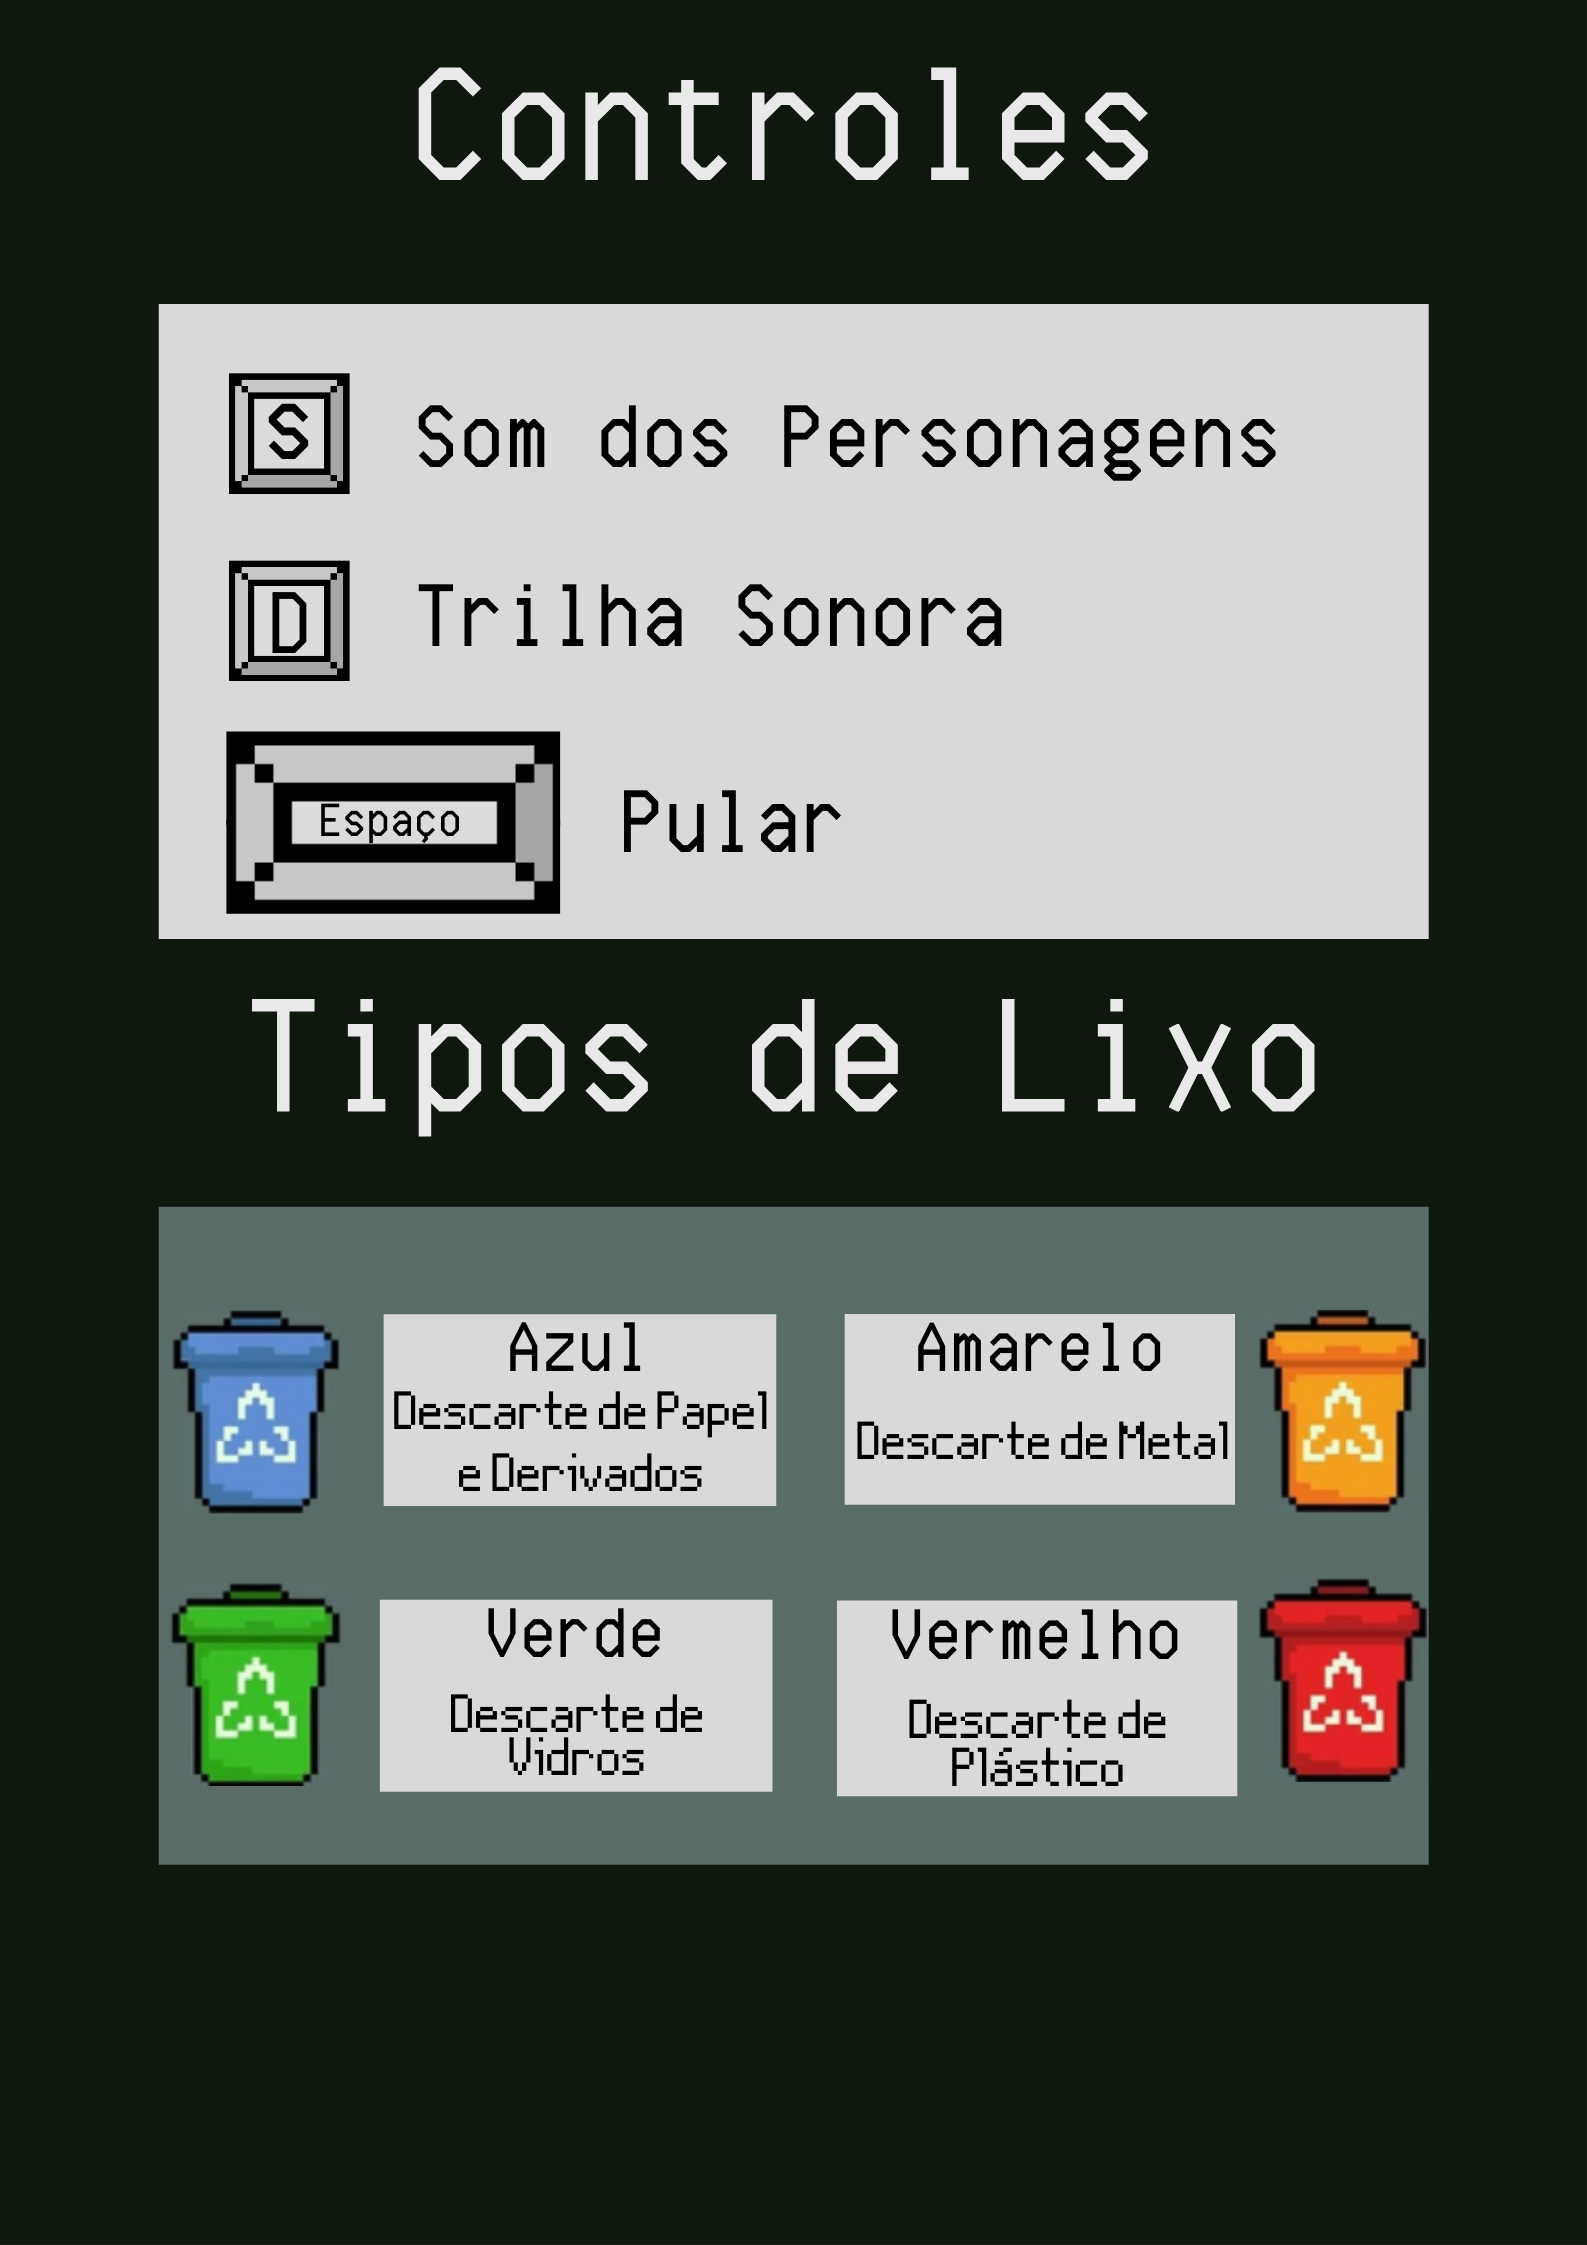 Controles
S Som dos Personagens
D Trilha Sonora
Espaço Pular
Tipos de Lixo
Azul
Descarte de Papel
e Derivados
Amarelo
Descarte de Metal
Verde
Descarte de
Vidros
Vermelho
Descarte de
Plástico